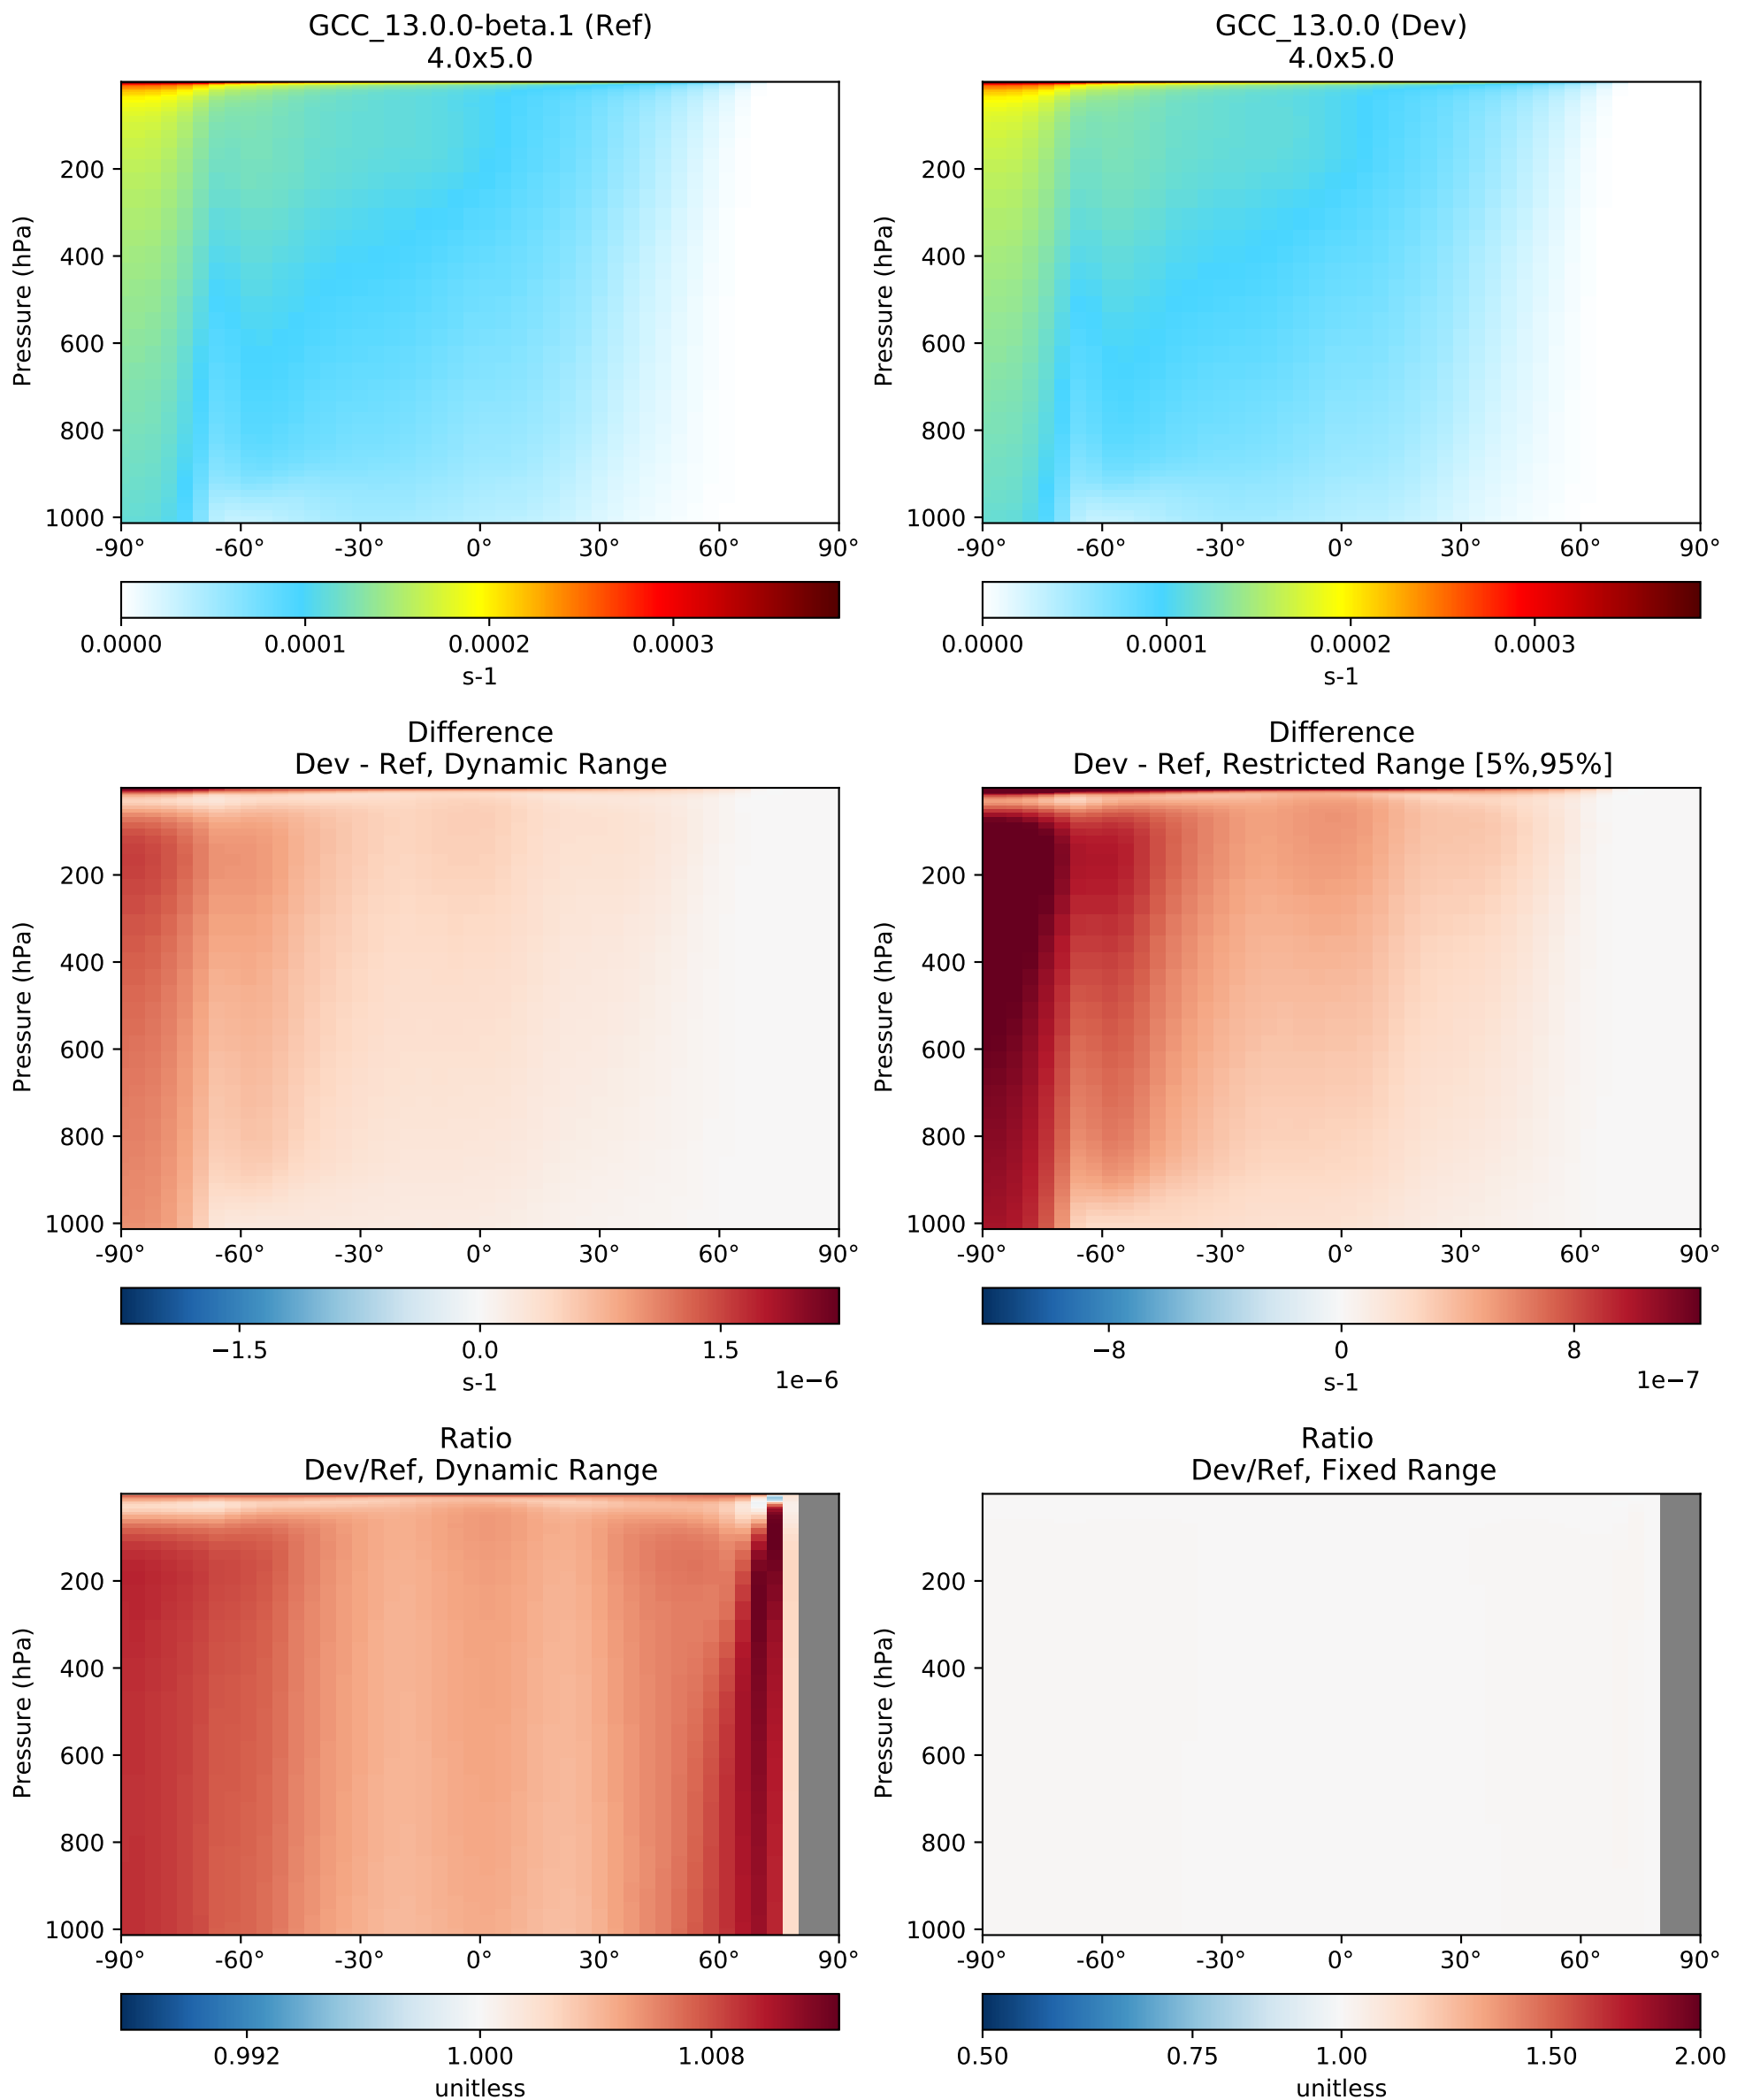 GCC_13.0.0-beta.1 (Ref)
4.0x5.0
GCC_13.0.0 (Dev)
4.0x5.0
Pressure (hPa)
200
400
600
800
1000
-90° -60° -30° 0° 30° 60° 90°
0.0000 0.0001 0.0002 0.0003
s-1
Pressure (hPa)
200
400
600
800
1000
-90° -60° -30° 0° 30° 60° 90°
0.0000 0.0001 0.0002 0.0003
s-1
Difference
Dev - Ref, Dynamic Range
Difference
Dev - Ref, Restricted Range [5%,95%]
Pressure (hPa)
200
400
600
800
1000
-90° -60° -30° 0° 30° 60° 90°
−1.5 0.0 1.5
s-1 1e−6
Pressure (hPa)
200
400
600
800
1000
-90° -60° -30° 0° 30° 60° 90°
−8 0 8
s-1 1e−7
Ratio
Dev/Ref, Dynamic Range
Ratio
Dev/Ref, Fixed Range
Pressure (hPa)
200
400
600
800
1000
-90° -60° -30° 0° 30° 60° 90°
0.992 1.000 1.008
unitless
Pressure (hPa)
200
400
600
800
1000
-90° -60° -30° 0° 30° 60° 90°
0.50 0.75 1.00 1.50 2.00
unitless